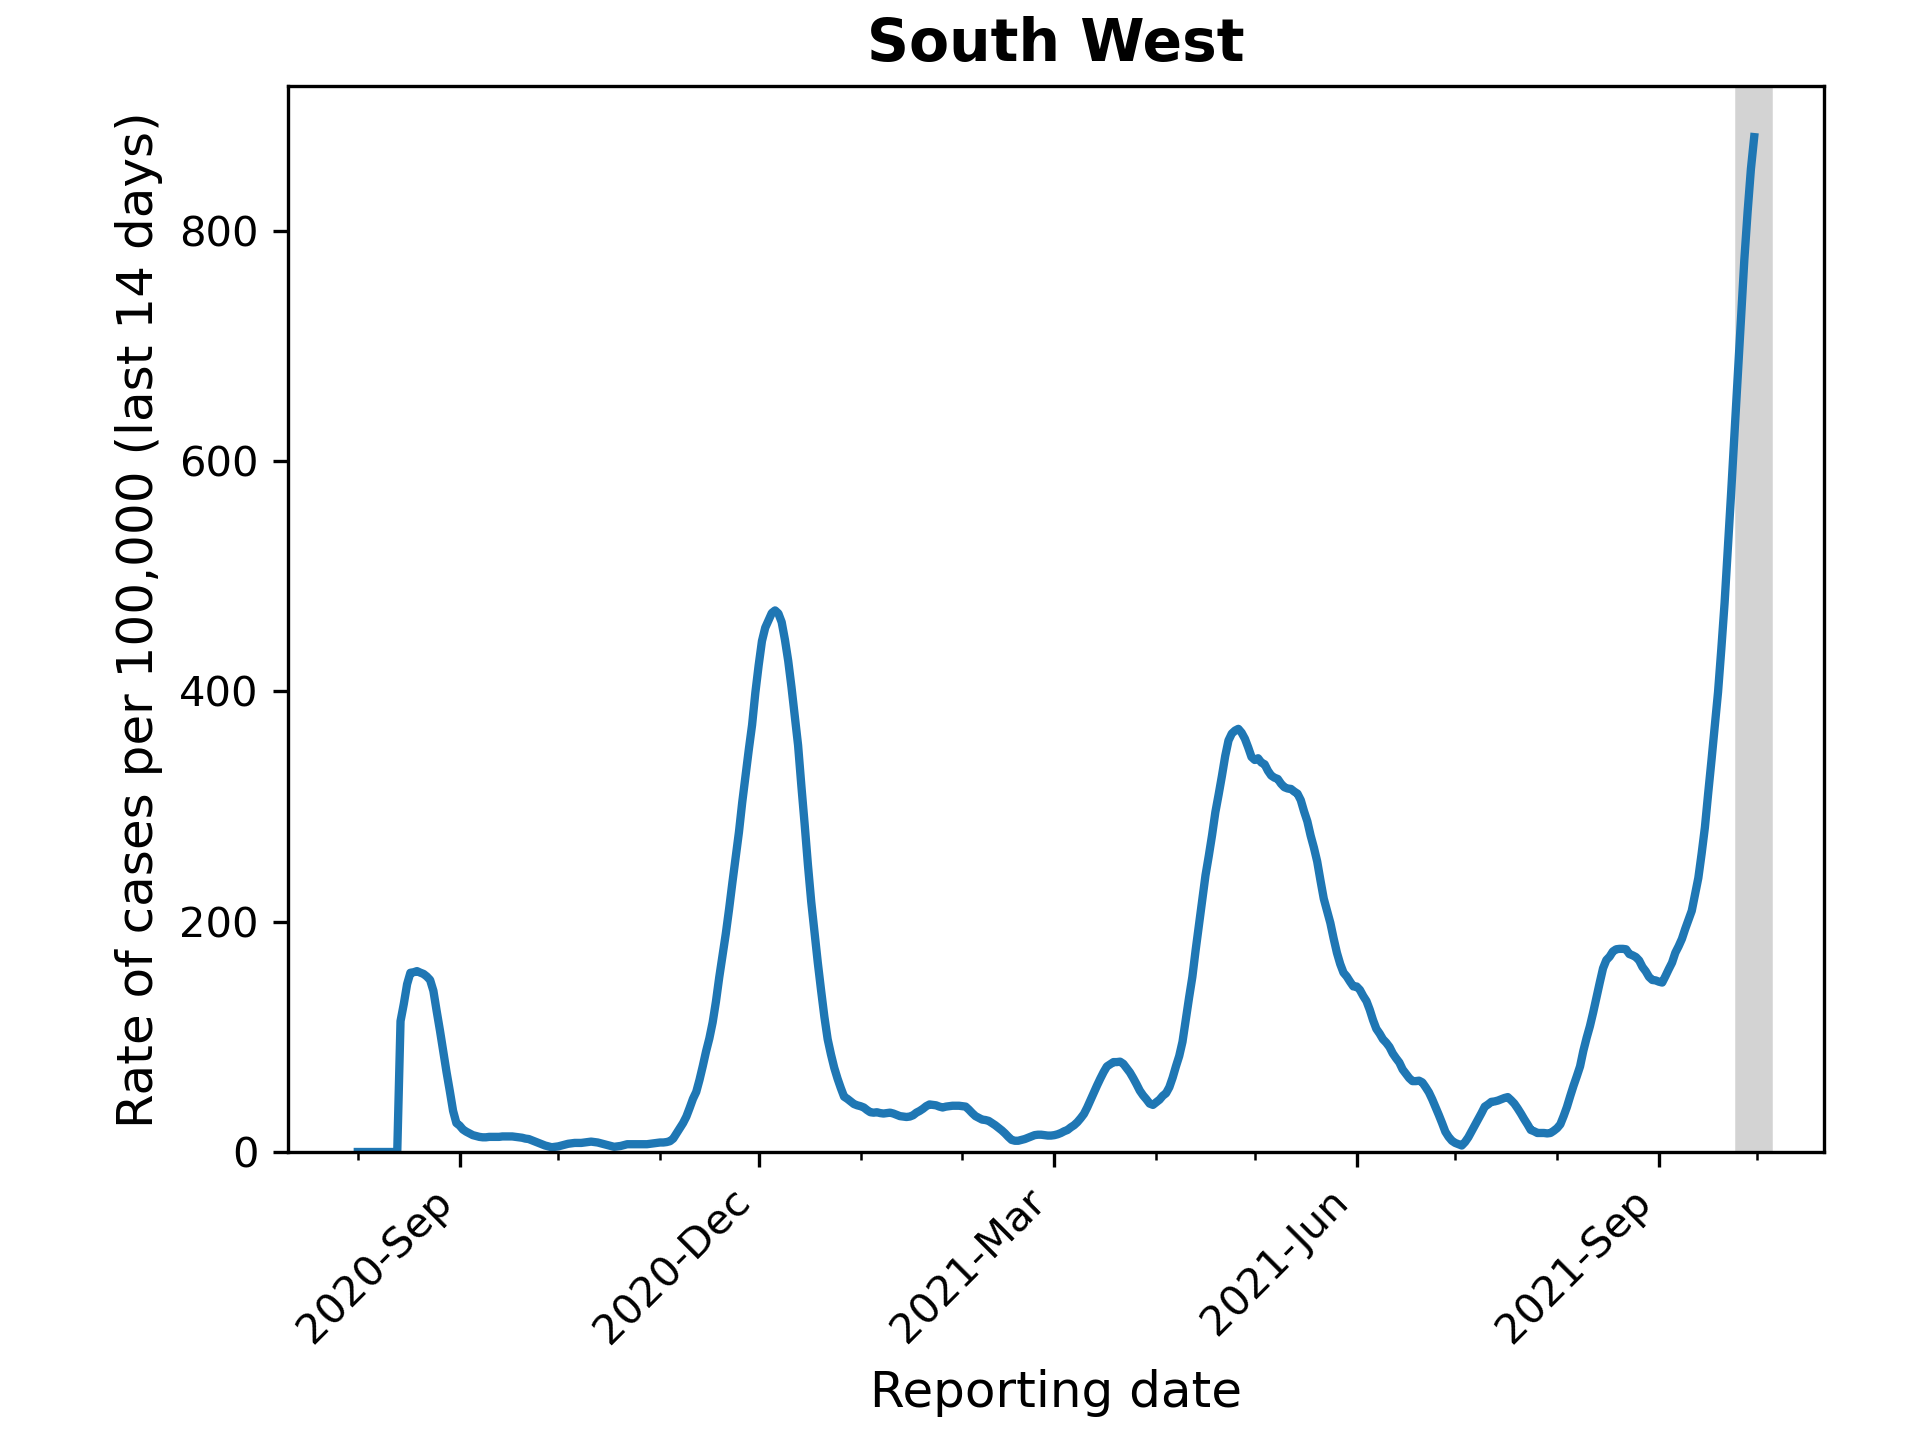 South West
Rate of cases per 100,000 (last 14 days)
800
600
400
200
0
2020-Sep
2020-Dec
2021-Mar
2021-Jun
2021-Sep
Reporting date